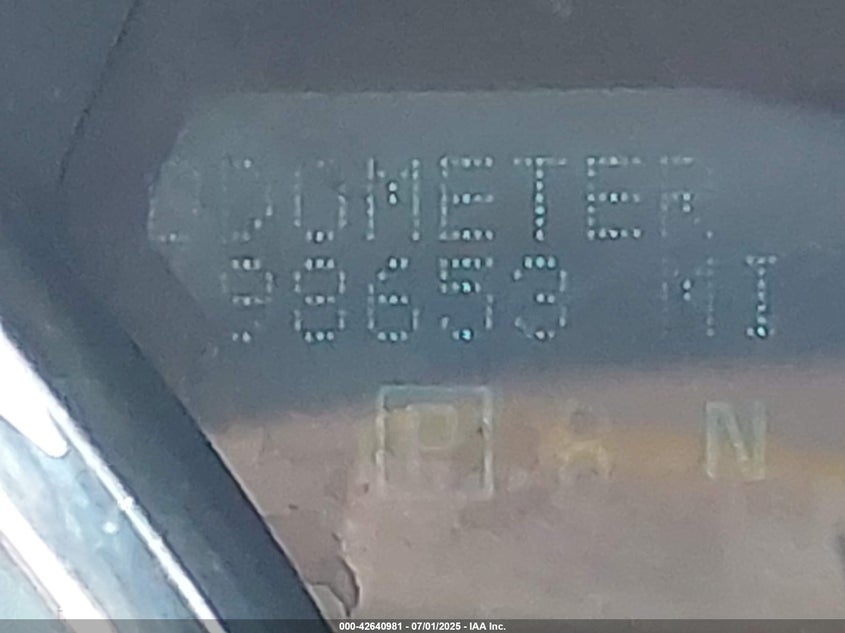 ODOMETER
98653 MI
P R N
000-42640981 - 07/01/2025 - IAA Inc.